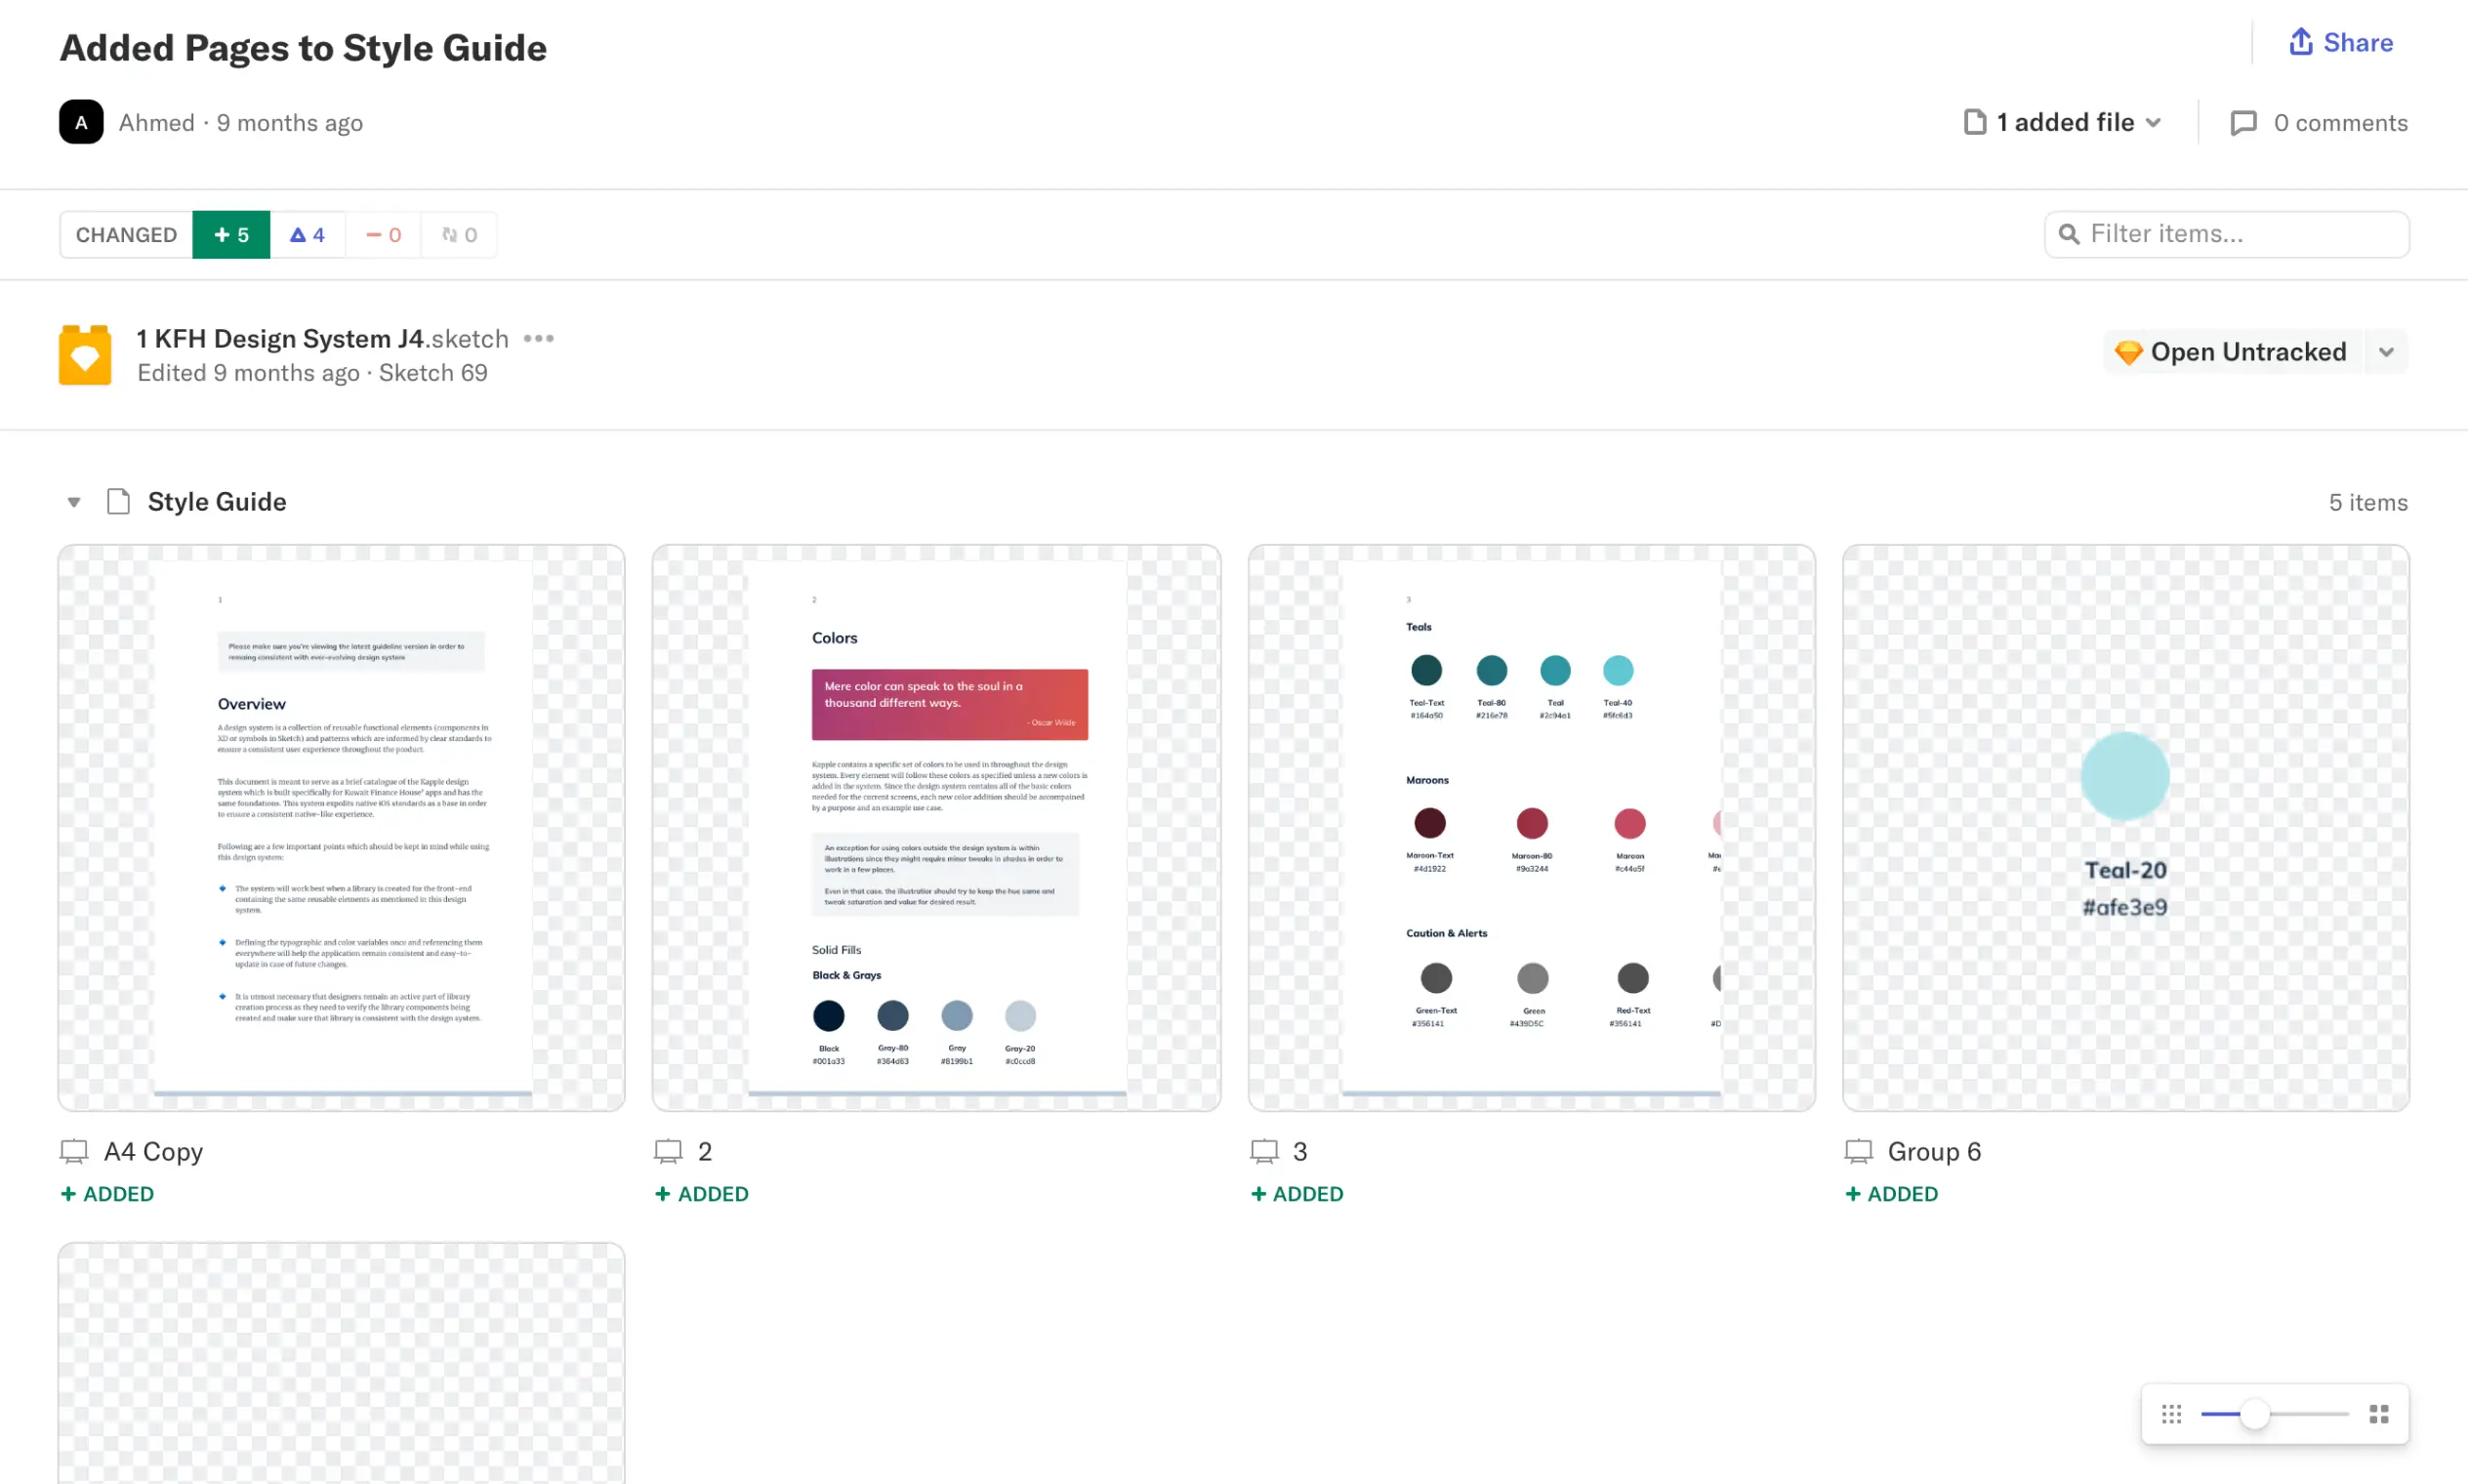 Added Pages to Style Guide
Share
A
Ahmed · 9 months ago
1 added file
0 comments
CHANGED
+ 5
4
0
0
Filter items...
1 KFH Design System J4.sketch
Edited 9 months ago · Sketch 69
Open Untracked
Style Guide
5 items
1
Please make sure you're viewing the latest guideline version in order to
remaing consistent with ever-evolving design system
Overview
A design system is a collection of reusable functional elements (components in
XD or symbols in Sketch) and patterns which are informed by clear standards to
ensure a consistent user experience throughout the product.
This document is meant to serve as a brief catalogue of the Kapple design
system which is built specifically for Kuwait Finance House' apps and has the
same foundations. This system expolits native iOS standards as a base in order
to ensure a consistent native-like experience.
Following are a few important points which should be kept in mind while using
this design system:
The system will work best when a library is created for the front-end
containing the same reusable elements as mentioned in this design
system.
Defining the typographic and color variables once and referencing them
everywhere will help the application remain consistent and easy-to-
update in case of future changes.
It is utmost necessary that designers remain an active part of library
creation process as they need to verify the library components being
created and make sure that library is consistent with the design system.
A4 Copy
+ ADDED
2
Colors
Mere color can speak to the soul in a
thousand different ways.
- Oscar Wilde
Kapple contains a specific set of colors to be used in throughout the design
system. Every element will follow these colors as specified unless a new colors is
added in the system. Since the design system contains all of the basic colors
needed for the current screens, each new color addition should be accompained
by a purpose and an example use case.
An exception for using colors outside the design system is within
illustrations since they might require minor tweaks in shades in order to
work in a few places.
Even in that case, the illustratior should try to keep the hue same and
tweak saturation and value for desired result.
Solid Fills
Black & Grays
Black Gray-80 Gray Gray-20
#001a33 #364d63 #8199b1 #c0ccd8
2
+ ADDED
3
Teals
Teal-Text Teal-80 Teal Teal-40
#164a50 #216e78 #2c94a1 #5fc6d3
Maroons
Maroon-Text Maroon-80 Maroon
#4d1922 #9a3244 #c44a5f
Caution & Alerts
Green-Text Green Red-Text
#356141 #439D5C #356141 #D
3
+ ADDED
Teal-20
#afe3e9
Group 6
+ ADDED